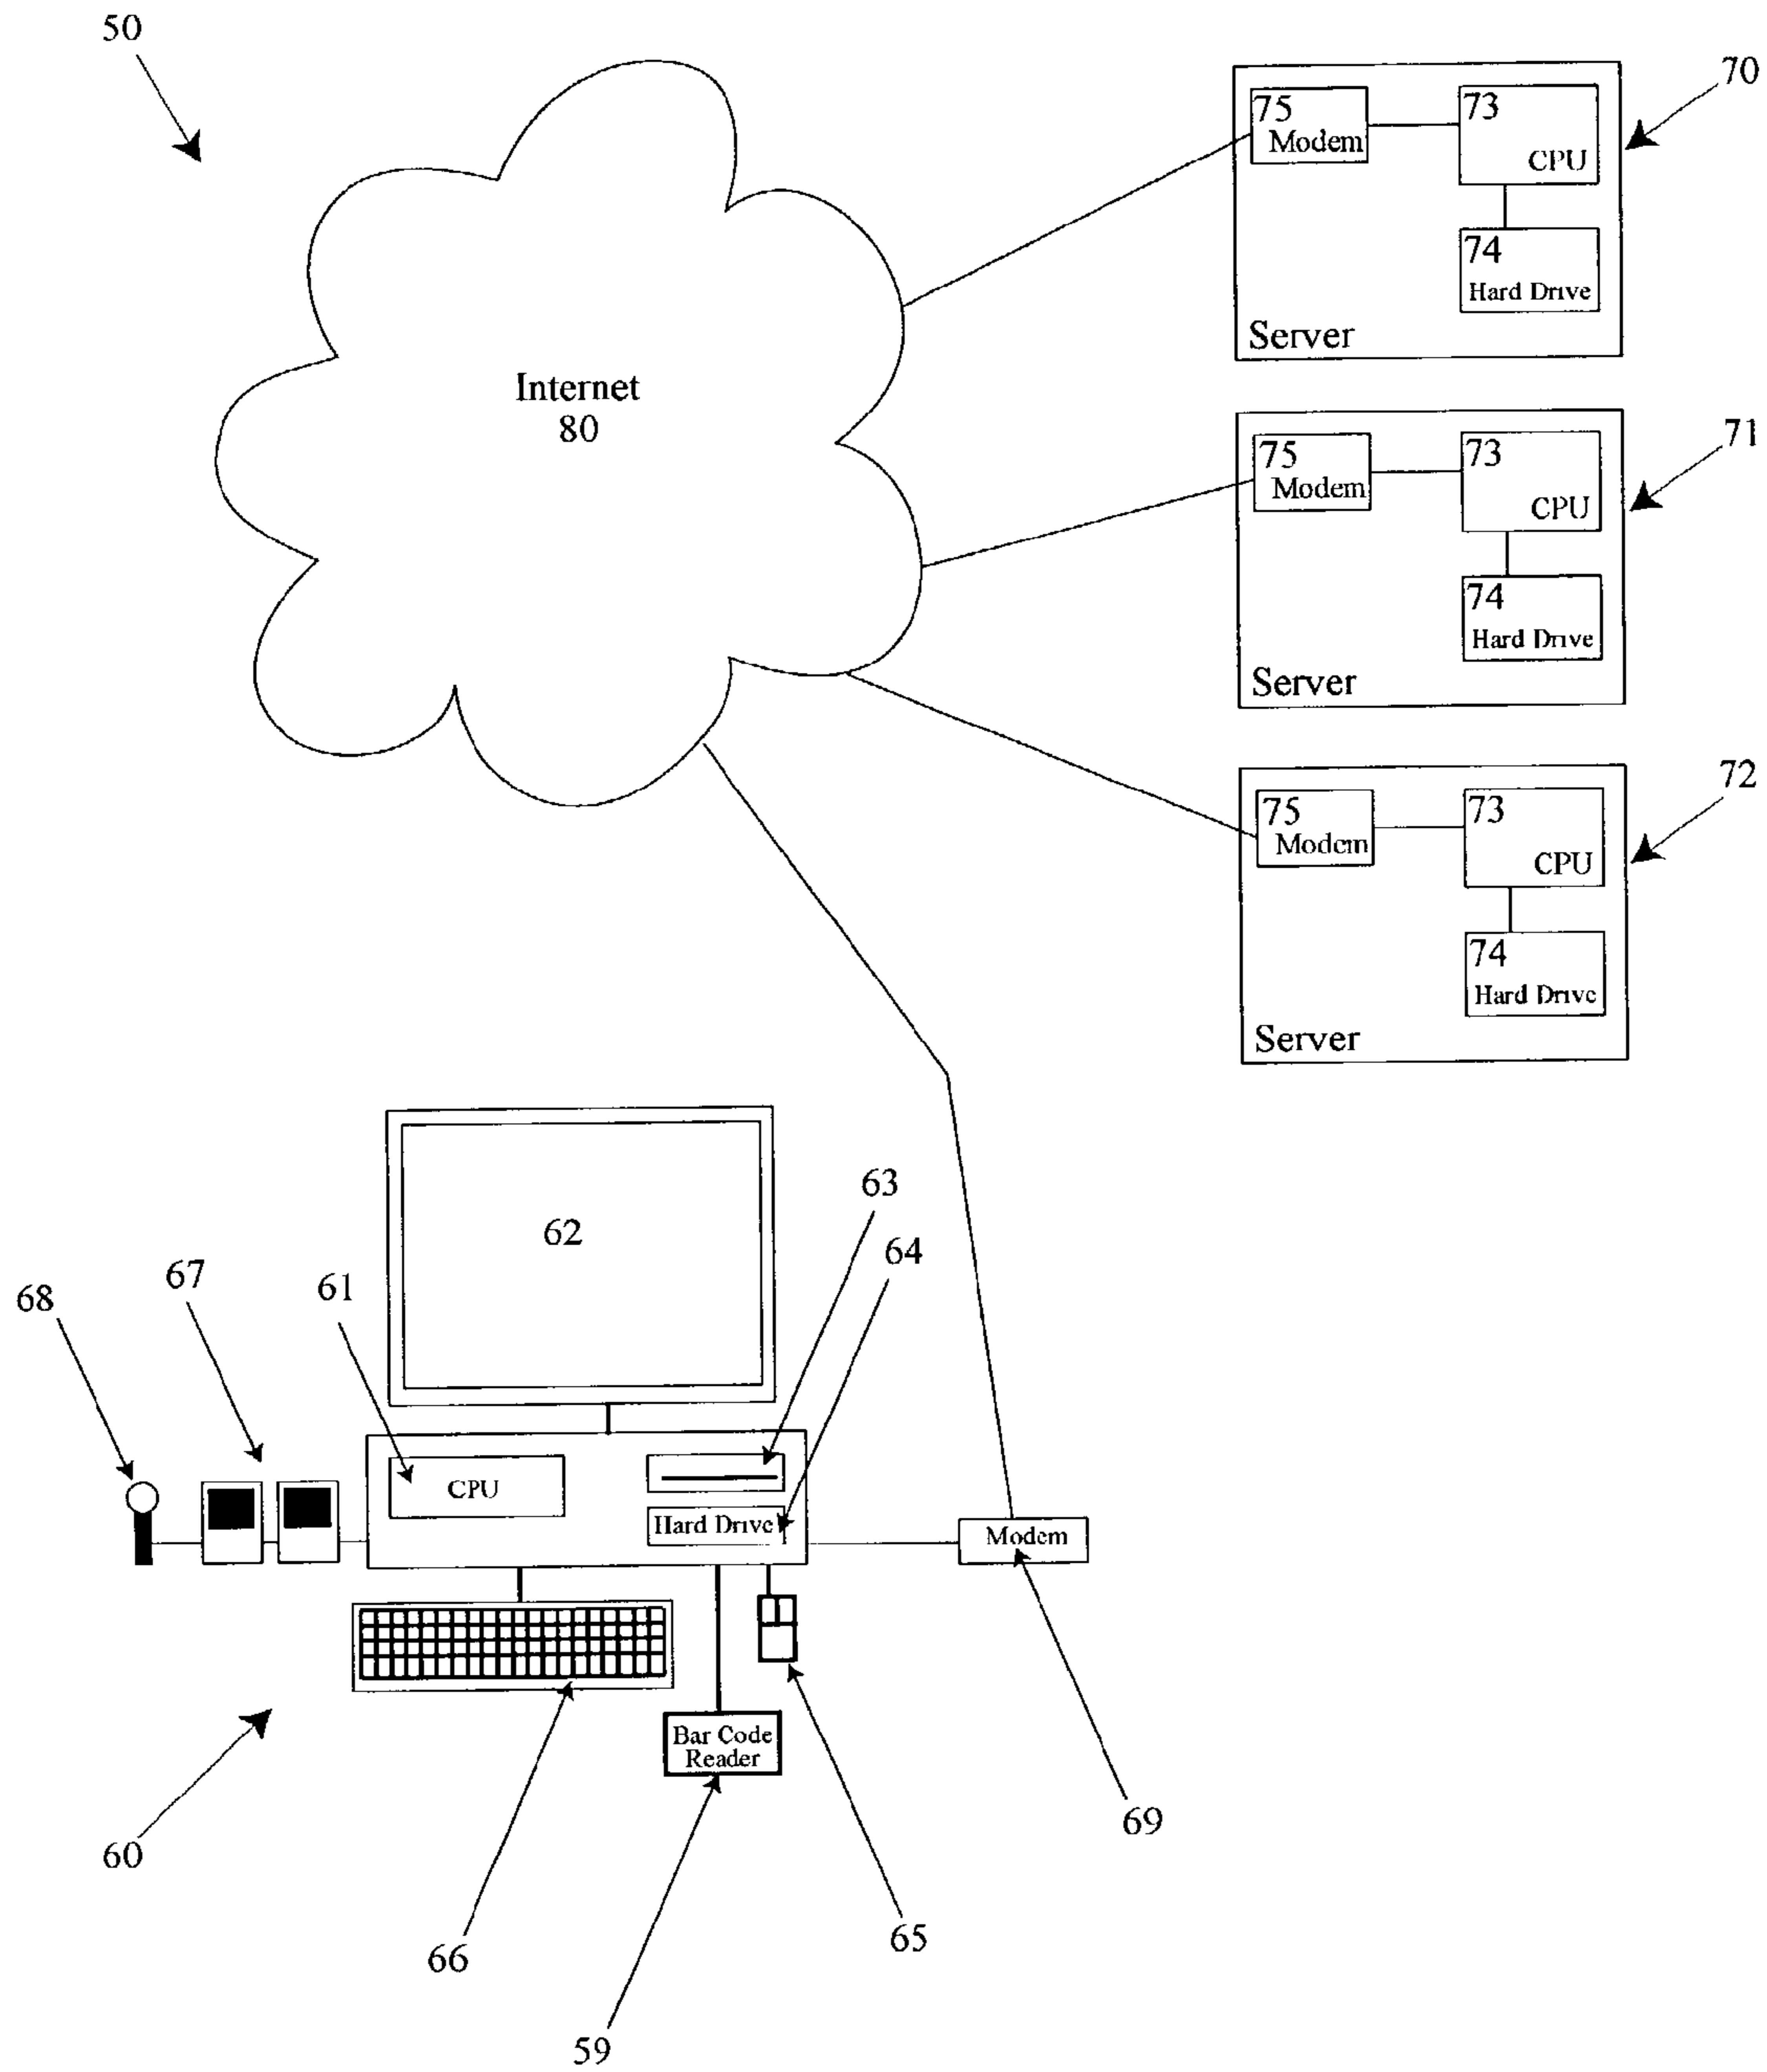 50
Internet
80
70
75
Modem
73
CPU
74
Hard Drive
Server
71
75
Modem
73
CPU
74
Hard Drive
Server
72
75
Modem
73
CPU
74
Hard Drive
Server
62
63
64
61
67
68
CPU
Hard Drive
Modem
Bar Code
Reader
60
66
59
65
69